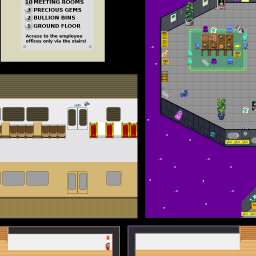 10 MEETING ROOMS
3 PRECIOUS GEMS
2 BULLION BINS
1 GROUND FLOOR
Access to the employee
offices only via the stairs!